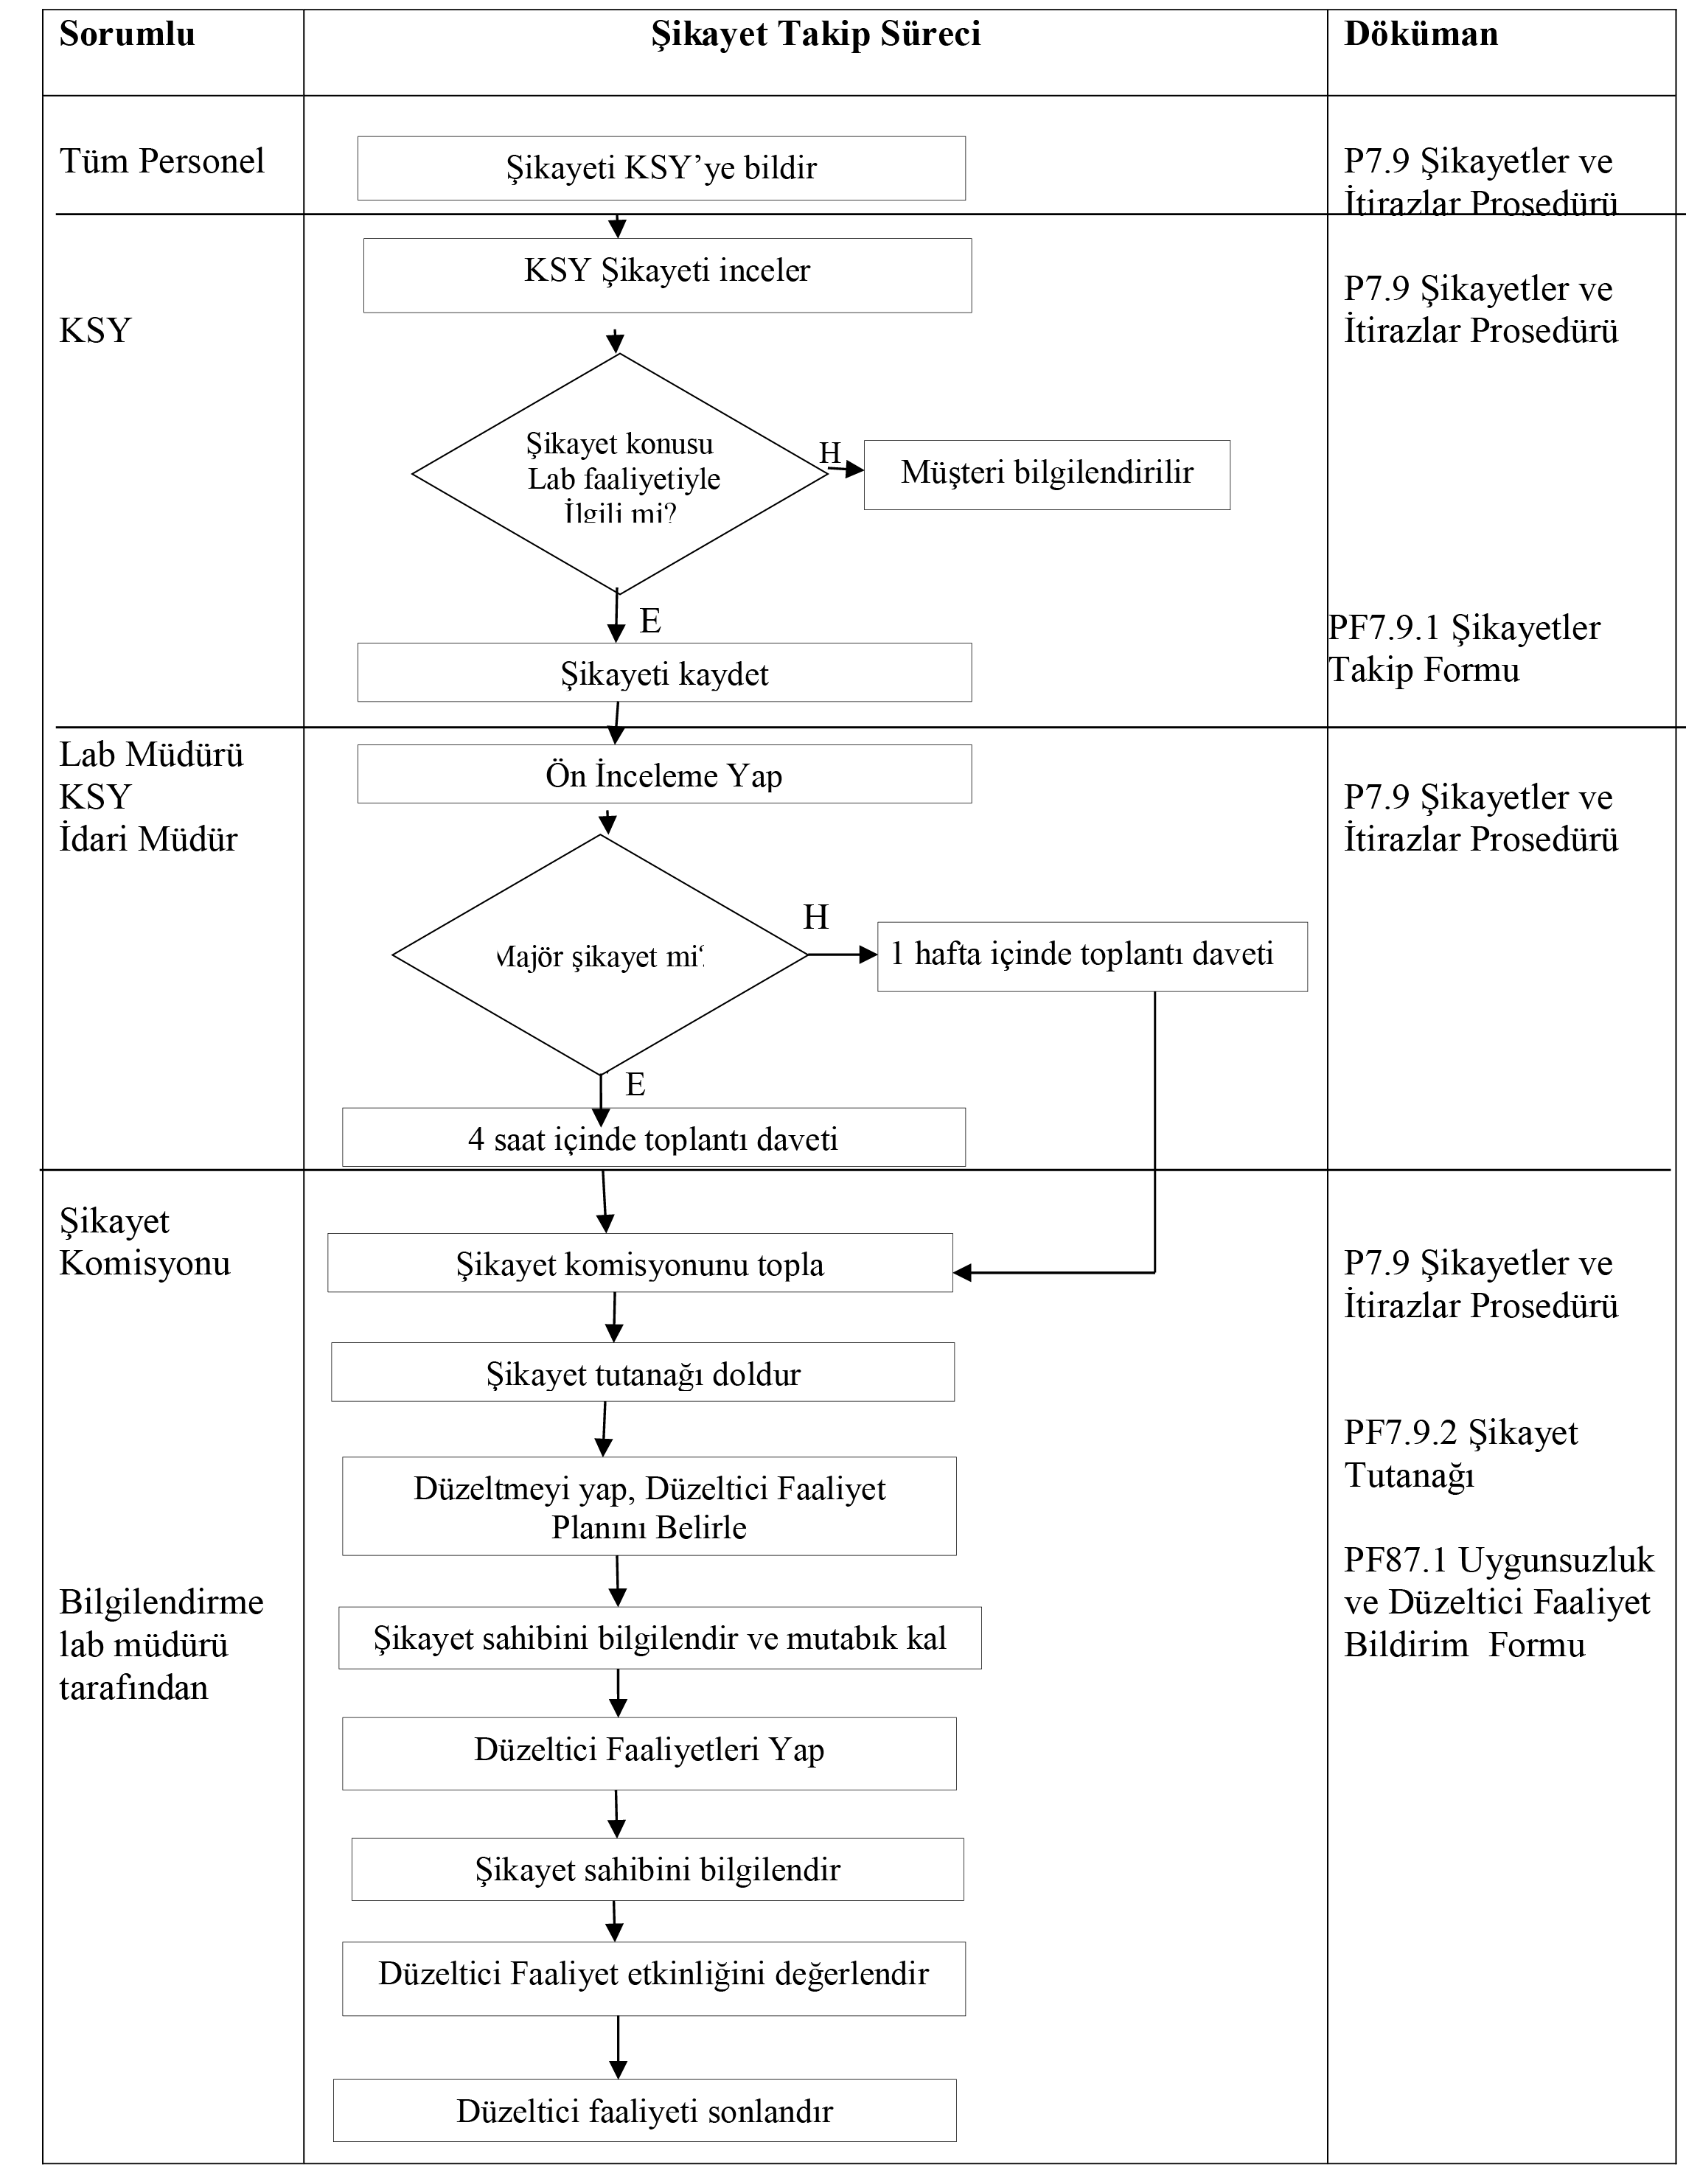 Sorumlu
Şikayet Takip Süreci
Döküman
Tüm Personel
Şikayeti KSY’ye bildir
P7.9 Şikayetler ve
İtirazlar Prosedürü
KSY
KSY Şikayeti inceler
P7.9 Şikayetler ve
İtirazlar Prosedürü
Şikayet konusu
Lab faaliyetiyle
İlgili mi?
H
Müşteri bilgilendirilir
E
Şikayeti kaydet
PF7.9.1 Şikayetler
Takip Formu
Lab Müdürü
KSY
İdari Müdür
Ön İnceleme Yap
P7.9 Şikayetler ve
İtirazlar Prosedürü
Majör şikayet mi?
H
1 hafta içinde toplantı daveti
E
4 saat içinde toplantı daveti
Şikayet
Komisyonu
Şikayet komisyonunu topla
P7.9 Şikayetler ve
İtirazlar Prosedürü
Şikayet tutanağı doldur
PF7.9.2 Şikayet
Tutanağı
Düzeltmeyi yap, Düzeltici Faaliyet
Planını Belirle
PF87.1 Uygunsuzluk
ve Düzeltici Faaliyet
Bildirim  Formu
Bilgilendirme
lab müdürü
tarafından
Şikayet sahibini bilgilendir ve mutabık kal
Düzeltici Faaliyetleri Yap
Şikayet sahibini bilgilendir
Düzeltici Faaliyet etkinliğini değerlendir
Düzeltici faaliyeti sonlandır